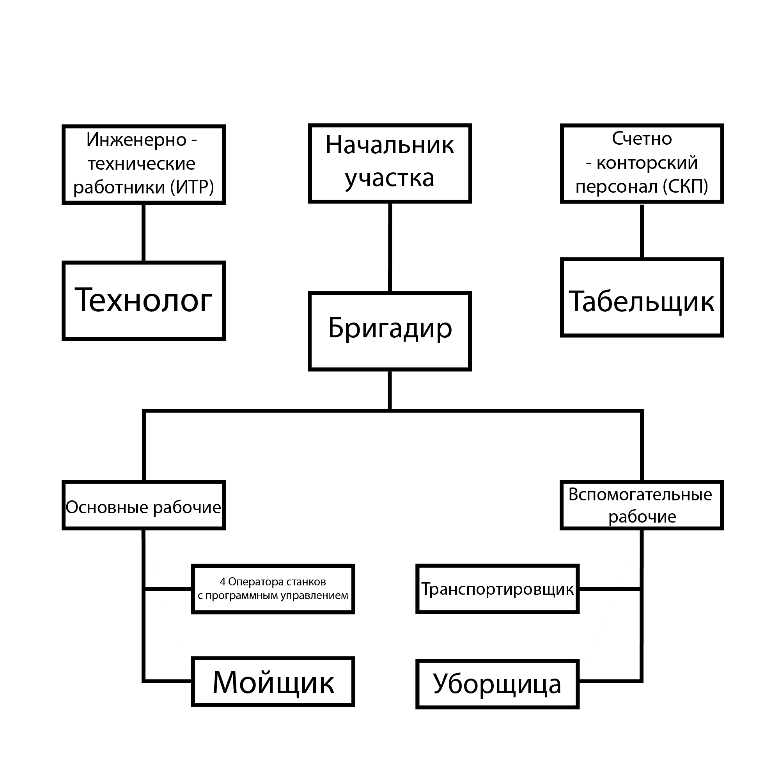 Инженерно -
технические
работники (ИТР)
Начальник
участка
Счетно
- конторский
персонал (СКП)
Технолог
Бригадир
Табельщик
Основные рабочие
Вспомогательные
рабочие
4 Оператора станков
с программным управлением
Транспортировщик
Мойщик
Уборщица